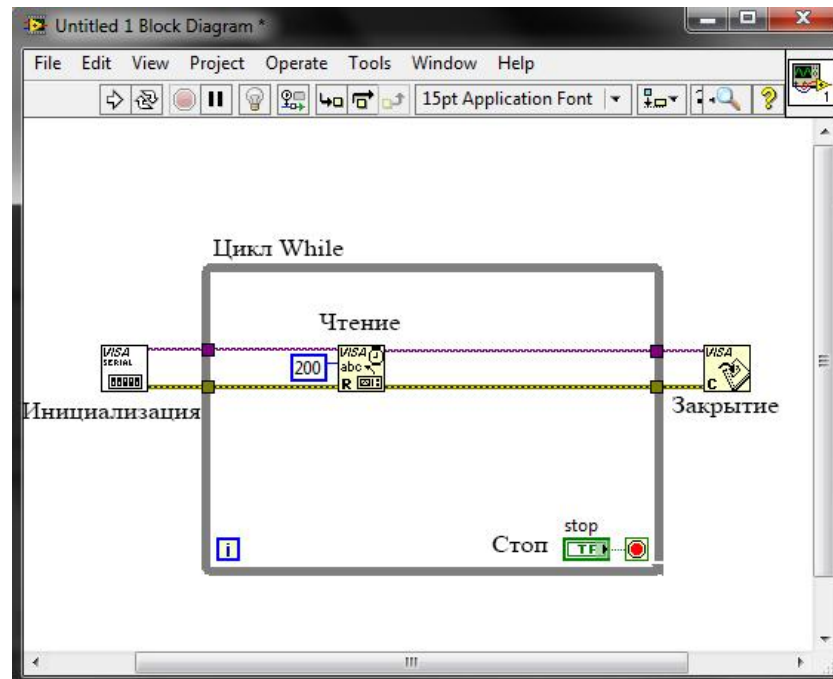 Untitled 1 Block Diagram *
File Edit View Project Operate Tools Window Help
15pt Application Font
1
Цикл While
Чтение
VISA
SERIAL
200
VISA
abc
R
VISA
C
Инициализация
Закрытие
stop
Стоп
TF
i